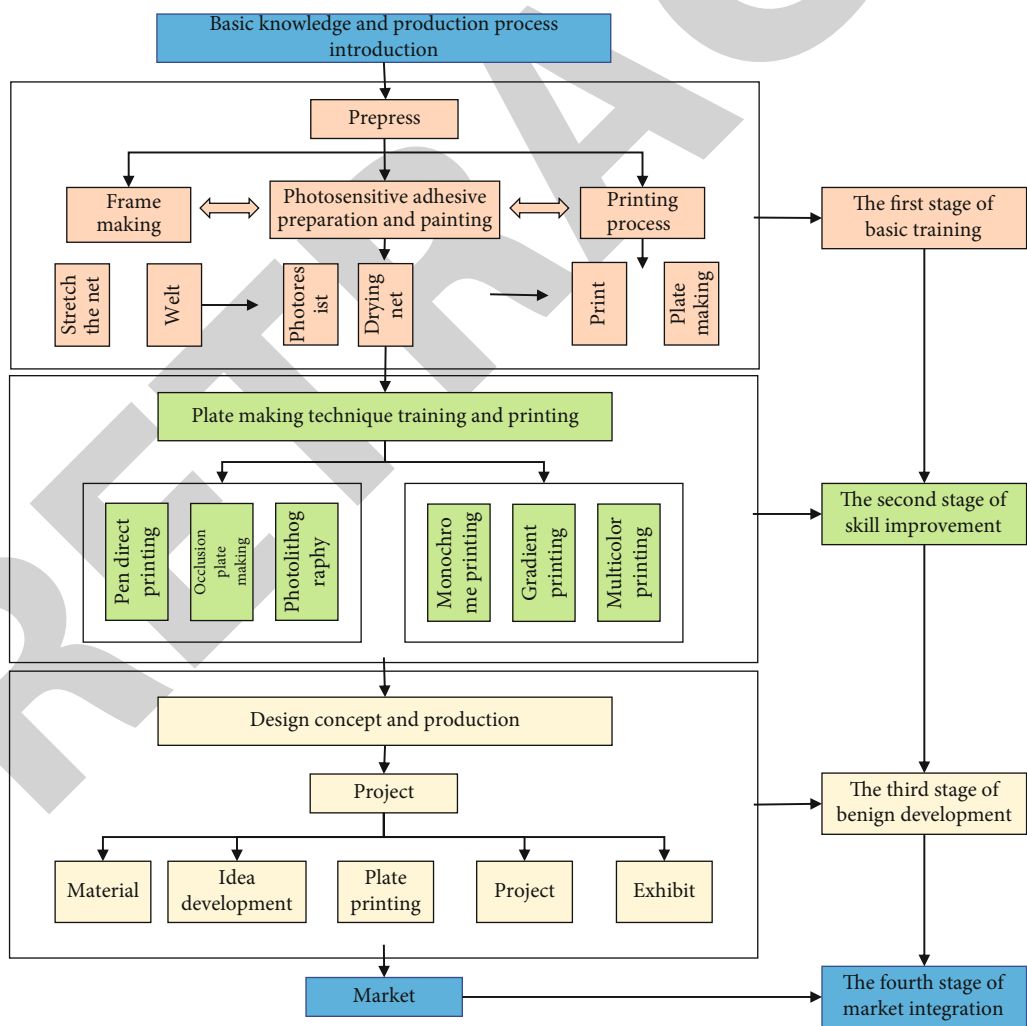 Basic knowledge and production process
introduction
Prepress
Frame
making
Photosensitive adhesive
preparation and painting
Printing
process
The first stage of
basic training
Stretch
the net
Welt
Photores
ist
Drying
net
Print
Plate
making
Plate making technique training and printing
Pen direct
printing
Occlusion
plate
making
Photolithog
raphy
Monochro
me printing
Gradient
printing
Multicolor
printing
The second stage of
skill improvement
Design concept and production
Project
The third stage of
benign development
Material
Idea
development
Plate
printing
Project
Exhibit
Market
The fourth stage of
market integration
RETRAC